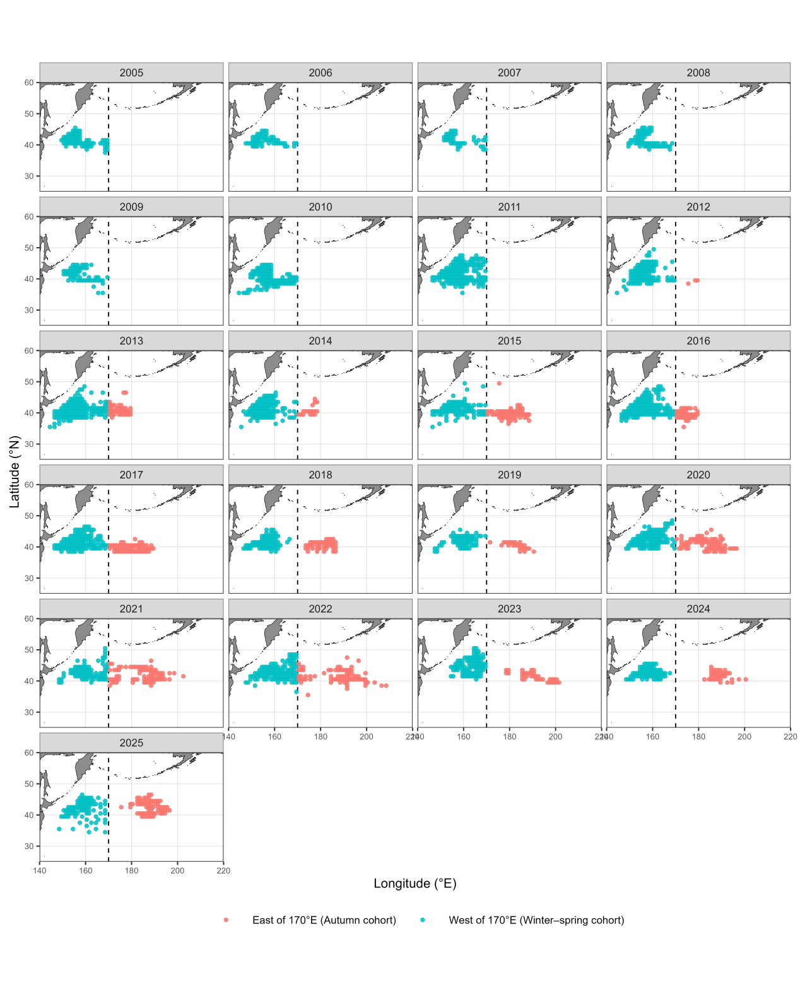 2005 2006 2007 2008
60
50
40
30
2009 2010 2011 2012
60
50
40
30
2013 2014 2015 2016
60
50
40
30
Latitude (°N)
2017 2018 2019 2020
60
50
40
30
2021 2022 2023 2024
60
50
40
30
140 160 180 200 220 140 160 180 200 220 140 160 180 200 220
2025
60
50
40
30
140 160 180 200 220
Longitude (°E)
East of 170°E (Autumn cohort) West of 170°E (Winter–spring cohort)